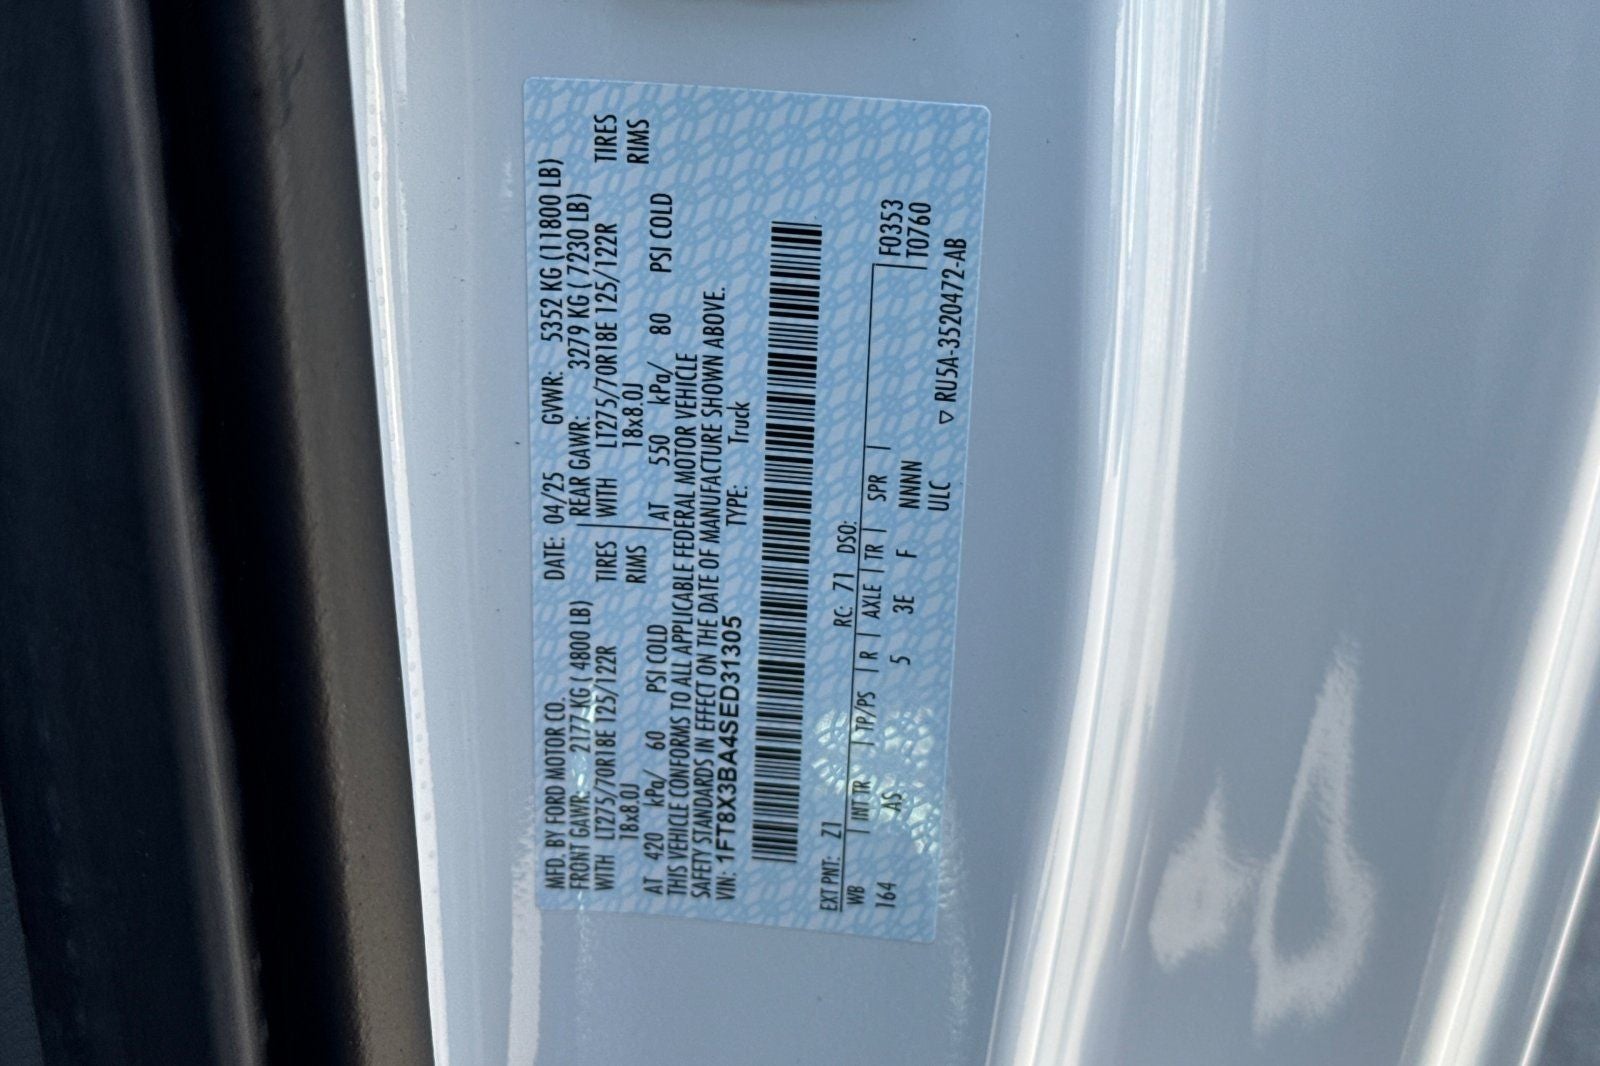 MFD. BY FORD MOTOR CO. DATE: 04/25 GVWR: 5352 KG (11800 LB)
FRONT GAWR: 2177 KG ( 4800 LB) REAR GAWR: 3279 KG ( 7230 LB)
WITH LT275/70R18E 125/122R TIRES WITH LT275/70R18E 125/122R TIRES
18x8.0J RIMS 18x8.0J RIMS
AT 420 kPa/ 60 PSI COLD AT 550 kPa/ 80 PSI COLD
THIS VEHICLE CONFORMS TO ALL APPLICABLE FEDERAL MOTOR VEHICLE
SAFETY STANDARDS IN EFFECT ON THE DATE OF MANUFACTURE SHOWN ABOVE.
VIN: 1FT8X3BA4SED31305 TYPE: Truck
EXT PNT: Z1 RC: 71 DSO:
WB INT TR TP/PS R AXLE TR SPR F0353
164 AS 5 3E F NNNN T0760
ULC ▽ RU5A-3520472-AB